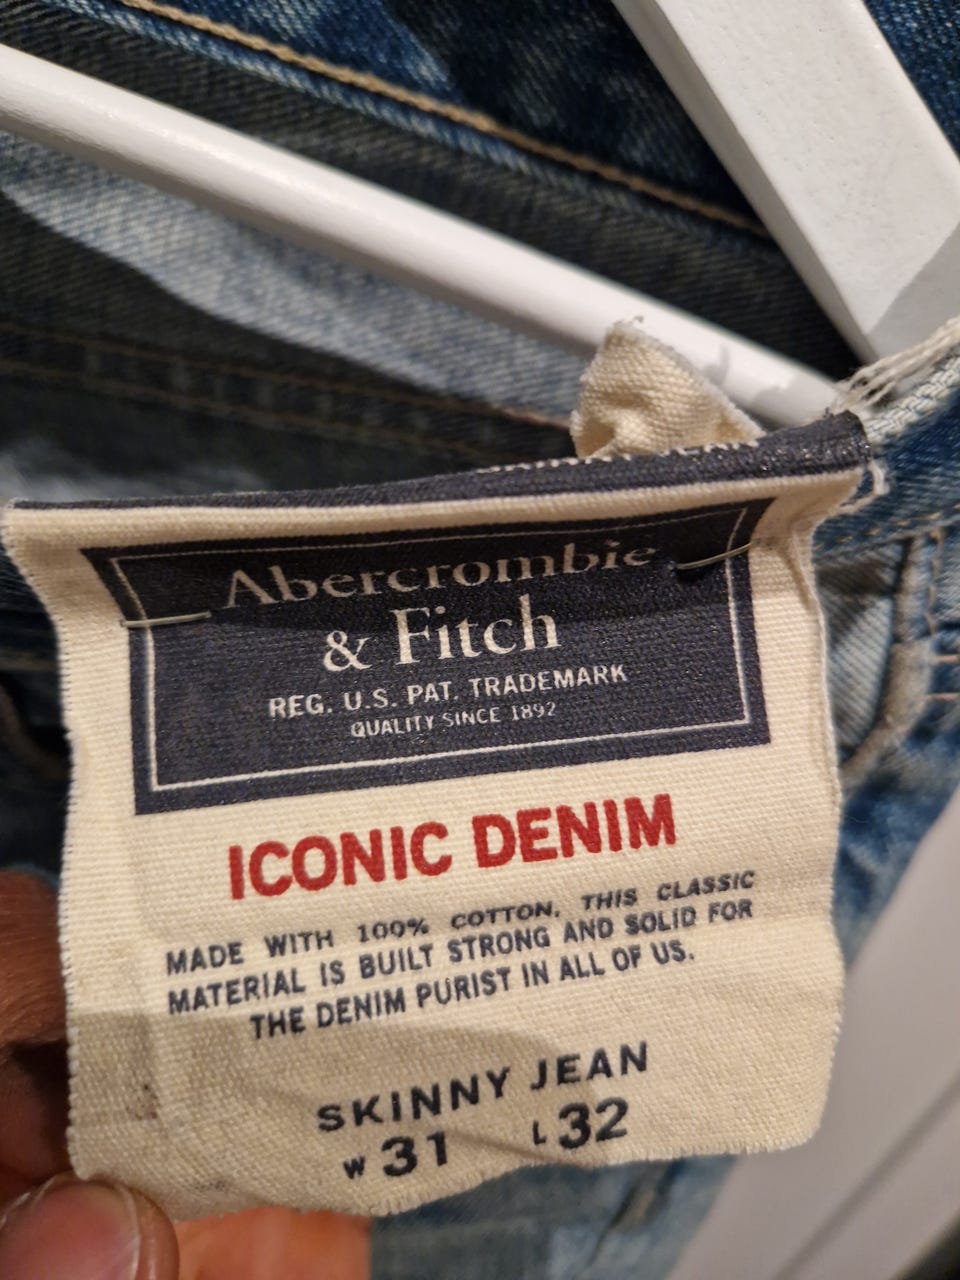 Abercrombie
& Fitch
REG. U.S. PAT. TRADEMARK
QUALITY SINCE 1892
ICONIC DENIM
MADE WITH 100% COTTON, THIS CLASSIC
MATERIAL IS BUILT STRONG AND SOLID FOR
THE DENIM PURIST IN ALL OF US.
SKINNY JEAN
W 31 L 32